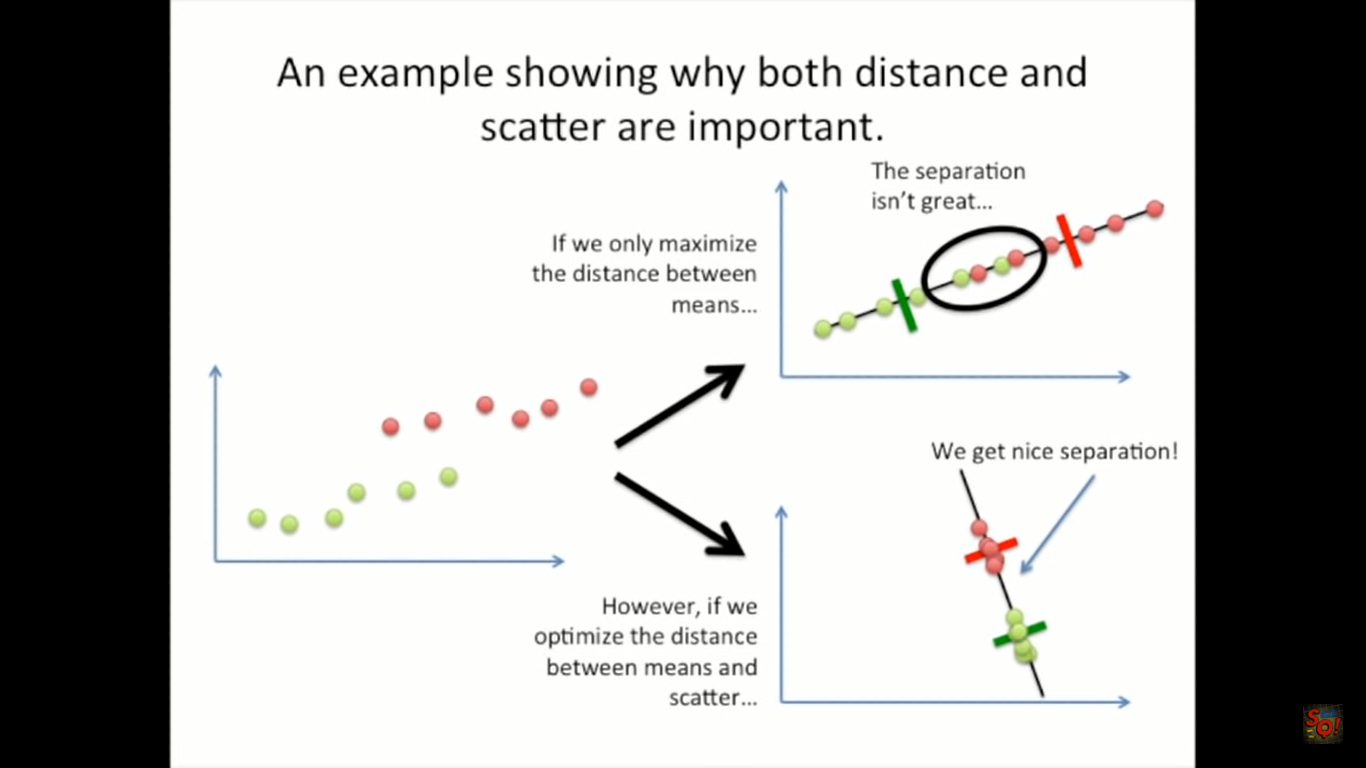 An example showing why both distance and
scatter are important.
The separation
isn't great...
If we only maximize
the distance between
means...
We get nice separation!
However, if we
optimize the distance
between means and
scatter...
SQ!